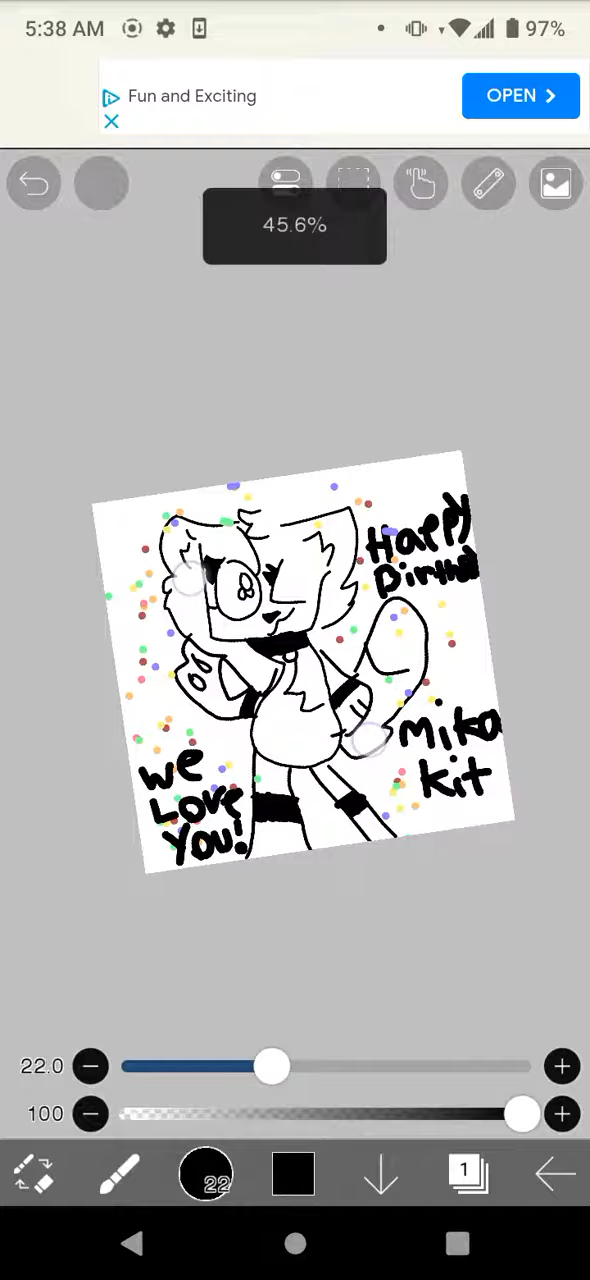 5:38 AM
97%
Fun and Exciting
OPEN
45.6%
Happy
Mika
kit
We
Love
You!
22.0
100
22
1